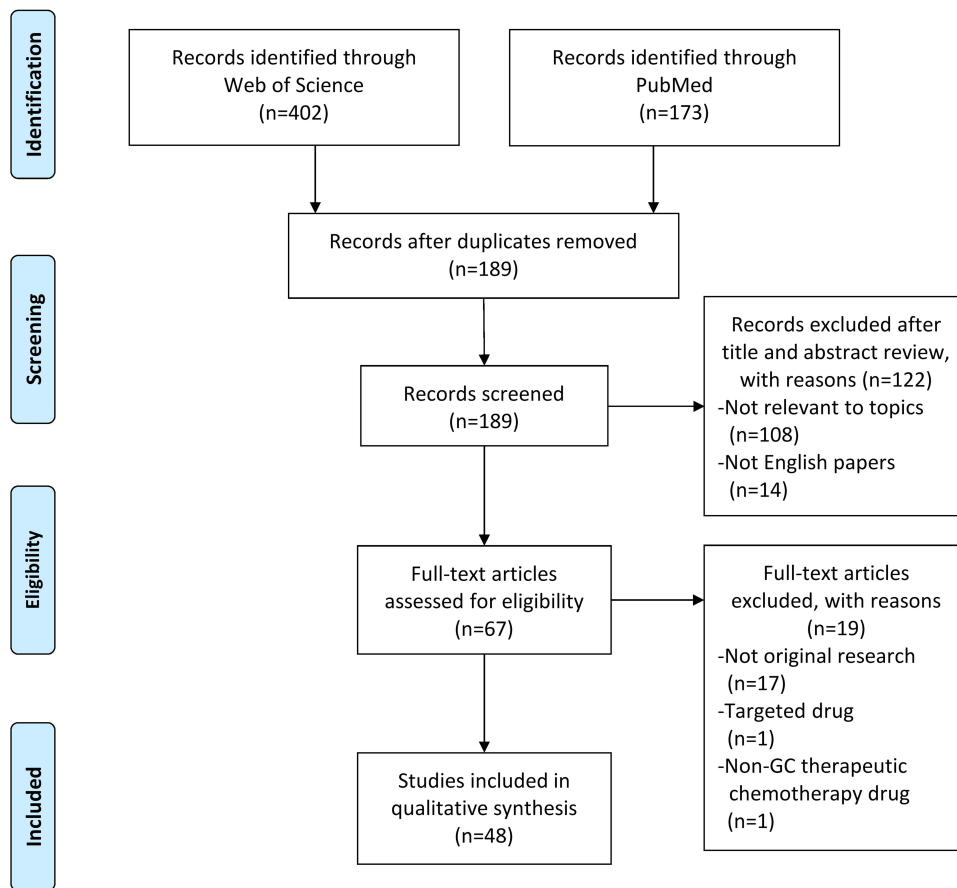 Identification
Records identified through
Web of Science
(n=402)
Records identified through
PubMed
(n=173)
Records after duplicates removed
(n=189)
Screening
Records screened
(n=189)
Records excluded after
title and abstract review,
with reasons (n=122)
-Not relevant to topics
(n=108)
-Not English papers
(n=14)
Eligibility
Full-text articles
assessed for eligibility
(n=67)
Full-text articles
excluded, with reasons
(n=19)
-Not original research
(n=17)
-Targeted drug
(n=1)
-Non-GC therapeutic
chemotherapy drug
(n=1)
Included
Studies included in
qualitative synthesis
(n=48)